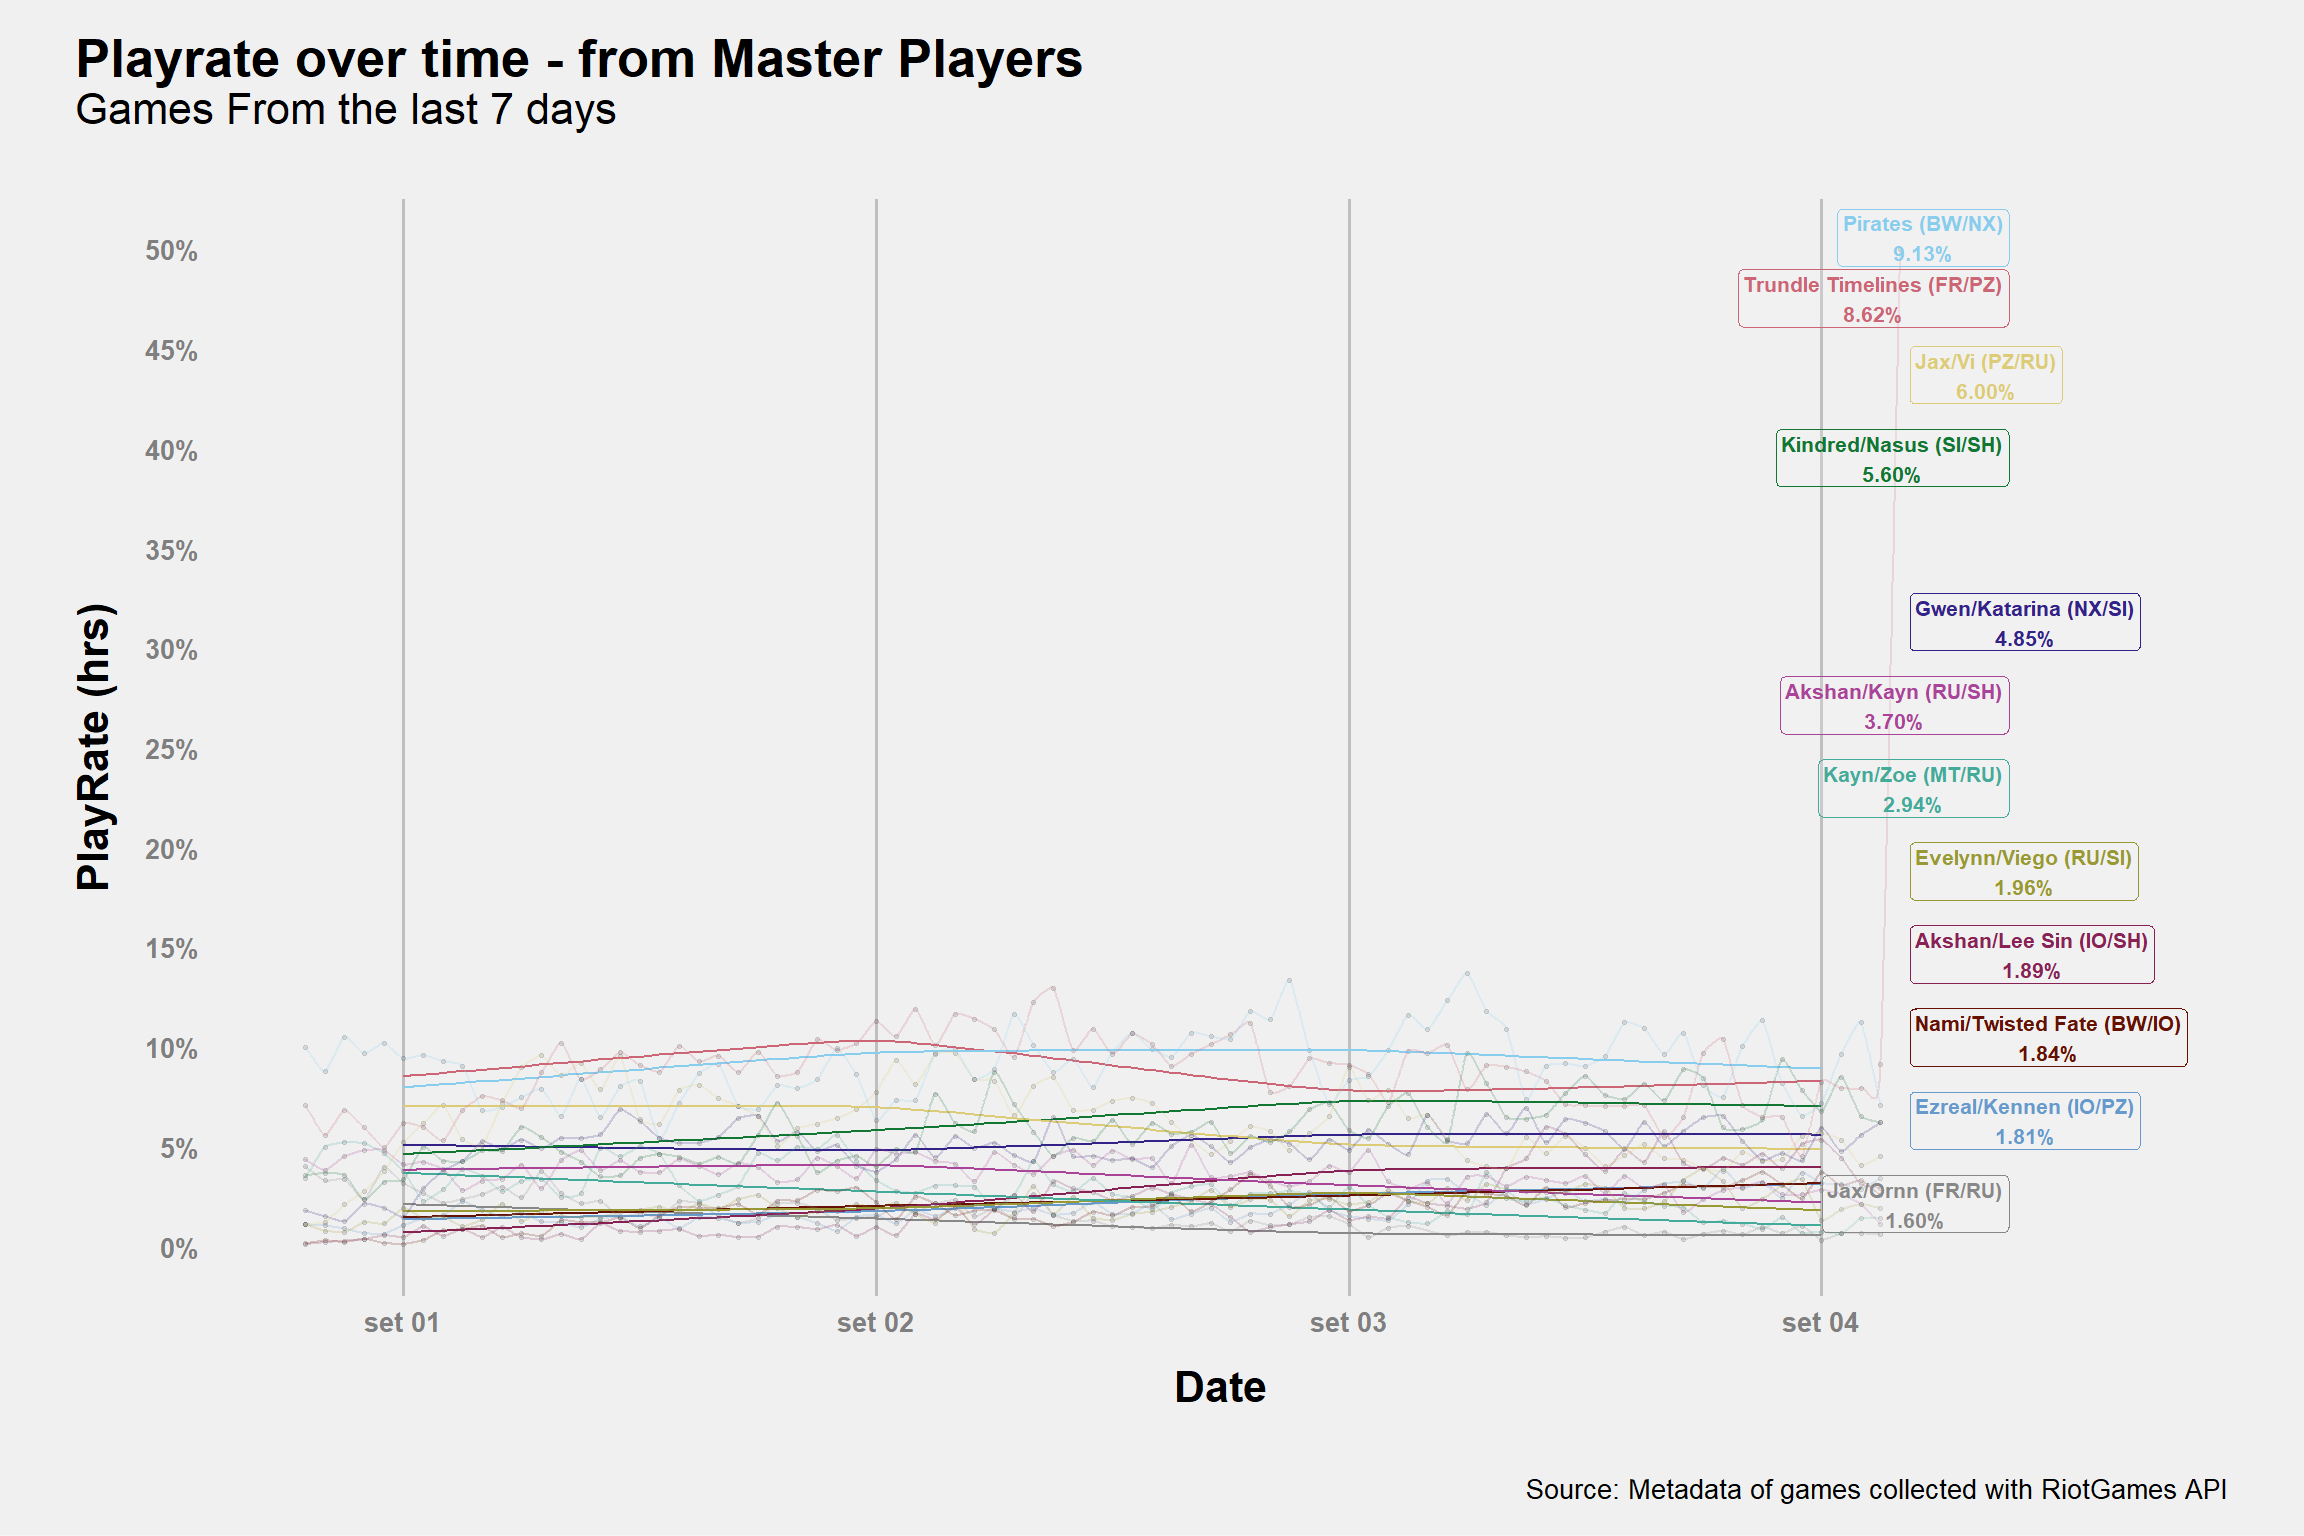 Playrate over time - from Master Players
Games From the last 7 days
Pirates (BW/NX)
9.13%
Trundle Timelines (FR/PZ)
8.62%
Jax/Vi (PZ/RU)
6.00%
Kindred/Nasus (SI/SH)
5.60%
Gwen/Katarina (NX/SI)
4.85%
Akshan/Kayn (RU/SH)
3.70%
Kayn/Zoe (MT/RU)
2.94%
Evelynn/Viego (RU/SI)
1.96%
Akshan/Lee Sin (IO/SH)
1.89%
Nami/Twisted Fate (BW/IO)
1.84%
Ezreal/Kennen (IO/PZ)
1.81%
Jax/Ornn (FR/RU)
1.60%
50%
45%
40%
35%
30%
25%
20%
15%
10%
5%
0%
PlayRate (hrs)
set 01
set 02
set 03
set 04
Date
Source: Metadata of games collected with RiotGames API